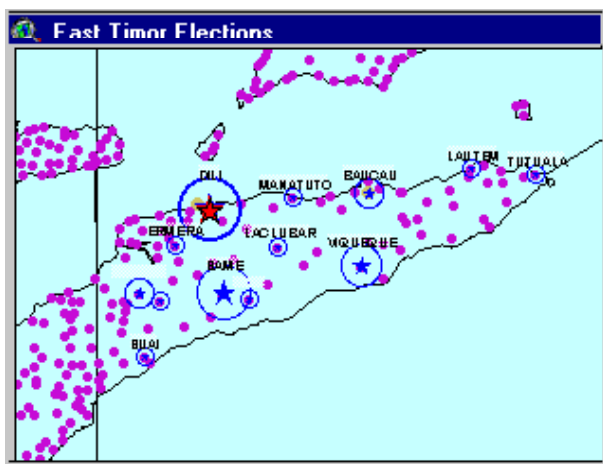 East Timor Elections
LAUTEM
TUTUALA
DILI
BAUCAU
MANATUTO
ERMERA
LACLUBAR
VIQUEQUE
SAME
SUAI